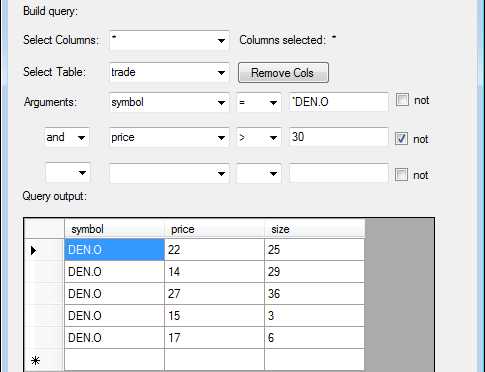 Build query:
Select Columns: * Columns selected: *
Select Table: trade Remove Cols
Arguments: symbol = `DEN.O not
and price > 30 not
not
Query output:
symbol price size
DEN.O 22 25
DEN.O 14 29
DEN.O 27 36
DEN.O 15 3
DEN.O 17 6